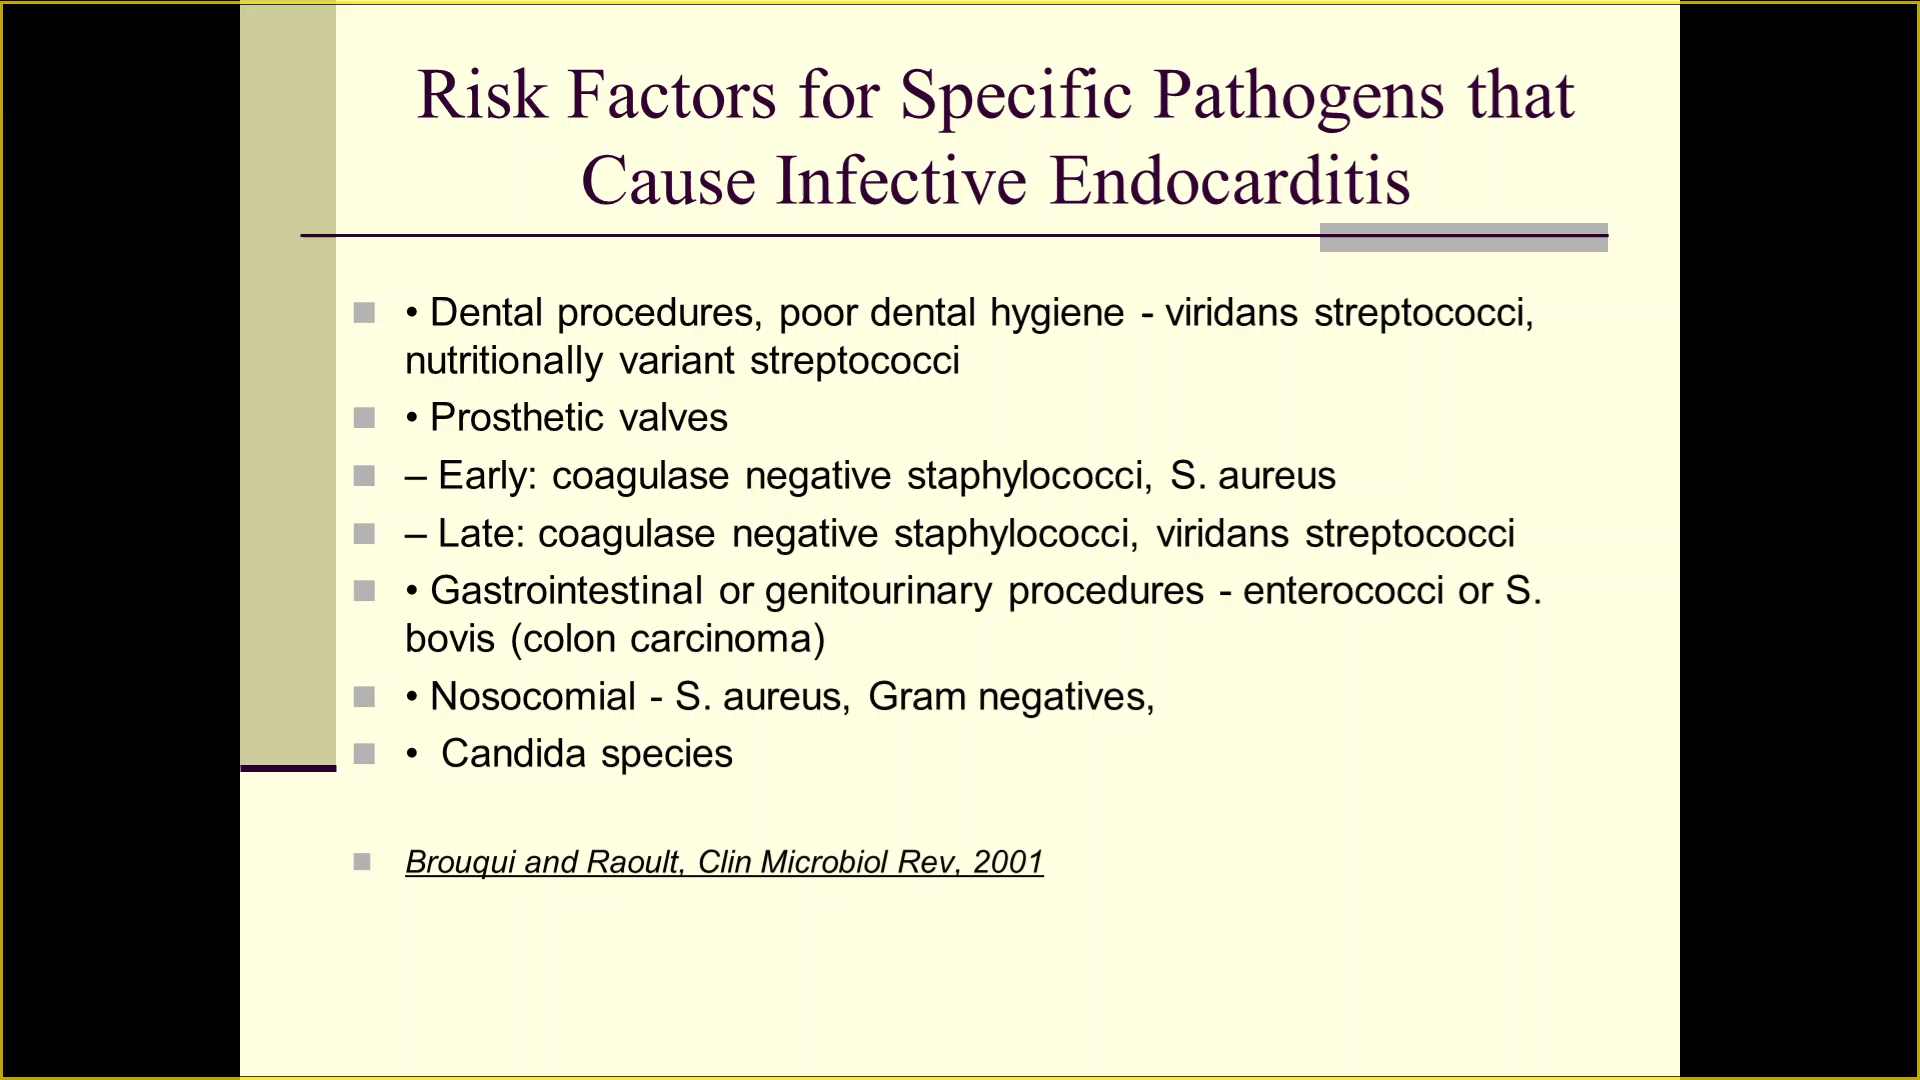 Risk Factors for Specific Pathogens that
Cause Infective Endocarditis
• Dental procedures, poor dental hygiene - viridans streptococci,
nutritionally variant streptococci
• Prosthetic valves
– Early: coagulase negative staphylococci, S. aureus
– Late: coagulase negative staphylococci, viridans streptococci
• Gastrointestinal or genitourinary procedures - enterococci or S.
bovis (colon carcinoma)
• Nosocomial - S. aureus, Gram negatives,
• Candida species
Brouqui and Raoult, Clin Microbiol Rev, 2001